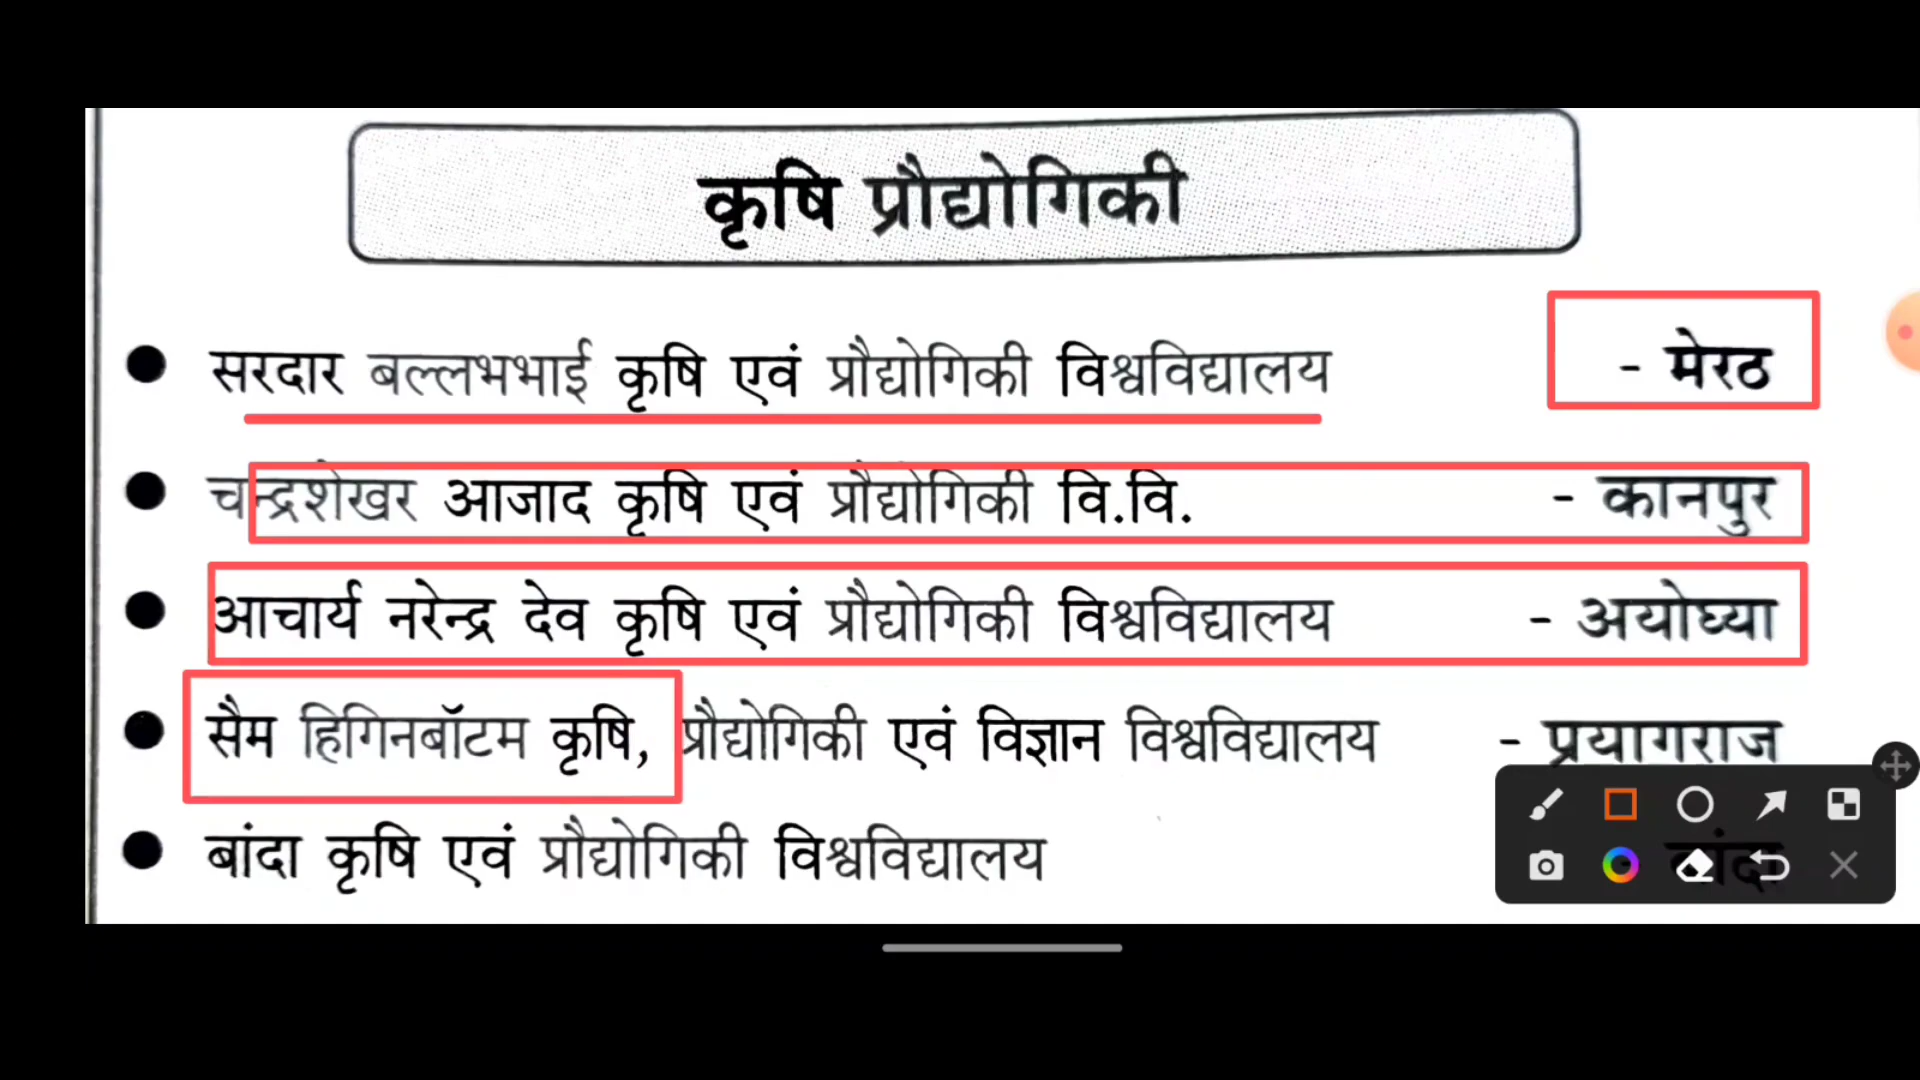 कृषि प्रौद्योगिकी
● सरदार बल्लभभाई कृषि एवं प्रौद्योगिकी विश्वविद्यालय - मेरठ
● चन्द्रशेखर आजाद कृषि एवं प्रौद्योगिकी वि.वि. - कानपुर
● आचार्य नरेन्द्र देव कृषि एवं प्रौद्योगिकी विश्वविद्यालय - अयोघ्या
● सैम हिगिनबॉटम कृषि, प्रौद्योगिकी एवं विज्ञान विश्वविद्यालय - प्रयागराज
● बांदा कृषि एवं प्रौद्योगिकी विश्वविद्यालय